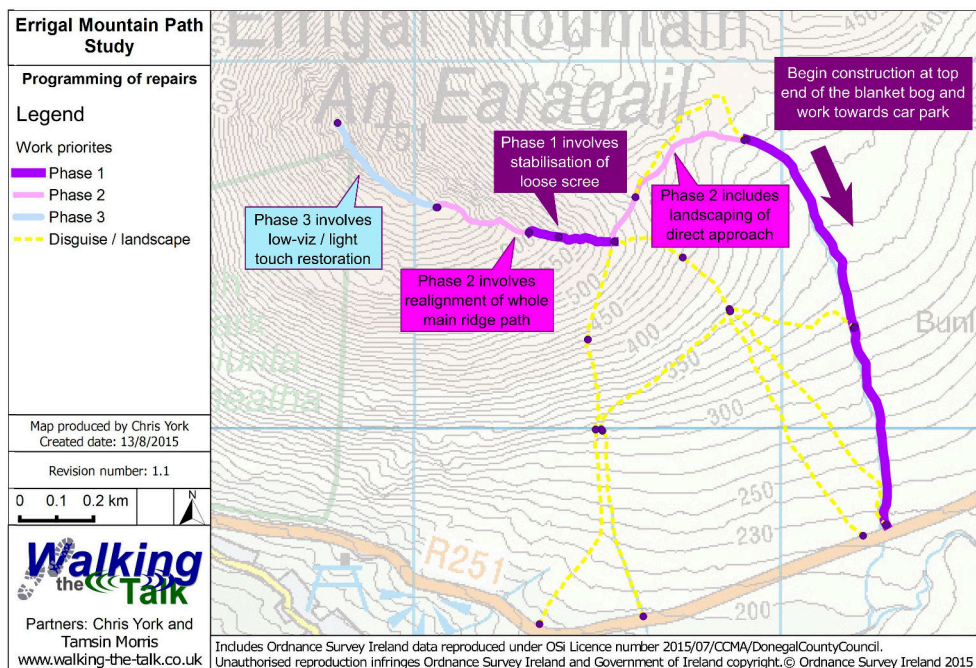 Errigal Mountain Path
Study
Programming of repairs
Legend
Work priorites
Phase 1
Phase 2
Phase 3
Disguise / landscape
Map produced by Chris York
Created date: 13/8/2015
Revision number: 1.1
0 0.1 0.2 km
N
Walking
the
Talk
Partners: Chris York and
Tamsin Morris
www.walking-the-talk.co.uk
Errigal Mountain
An Earagail
Begin construction at top
end of the blanket bog and
work towards car park
Phase 1 involves
stabilisation of
loose scree
Phase 2 includes
landscaping of
direct approach
Phase 3 involves
low-viz / light
touch restoration
Phase 2 involves
realignment of whole
main ridge path
500
450
400
350
300
250
230
200
400
Bunl
R251
Includes Ordnance Survey Ireland data reproduced under OSi Licence number 2015/07/CCMA/DonegalCountyCouncil.
Unauthorised reproduction infringes Ordnance Survey Ireland and Government of Ireland copyright.© Ordnance Survey Ireland 2015